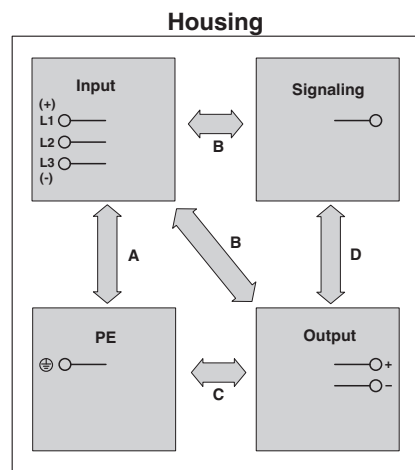 Housing
Input
(+)
L1
L2
L3
(-)
Signaling
B
A
B
D
PE
C
Output
+
−